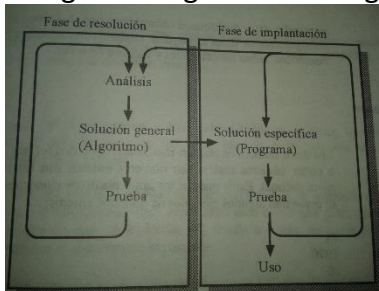 Fase de resolución
Fase de implantación
Análisis
Solución general
(Algoritmo)
Solución específica
(Programa)
Prueba
Prueba
Uso